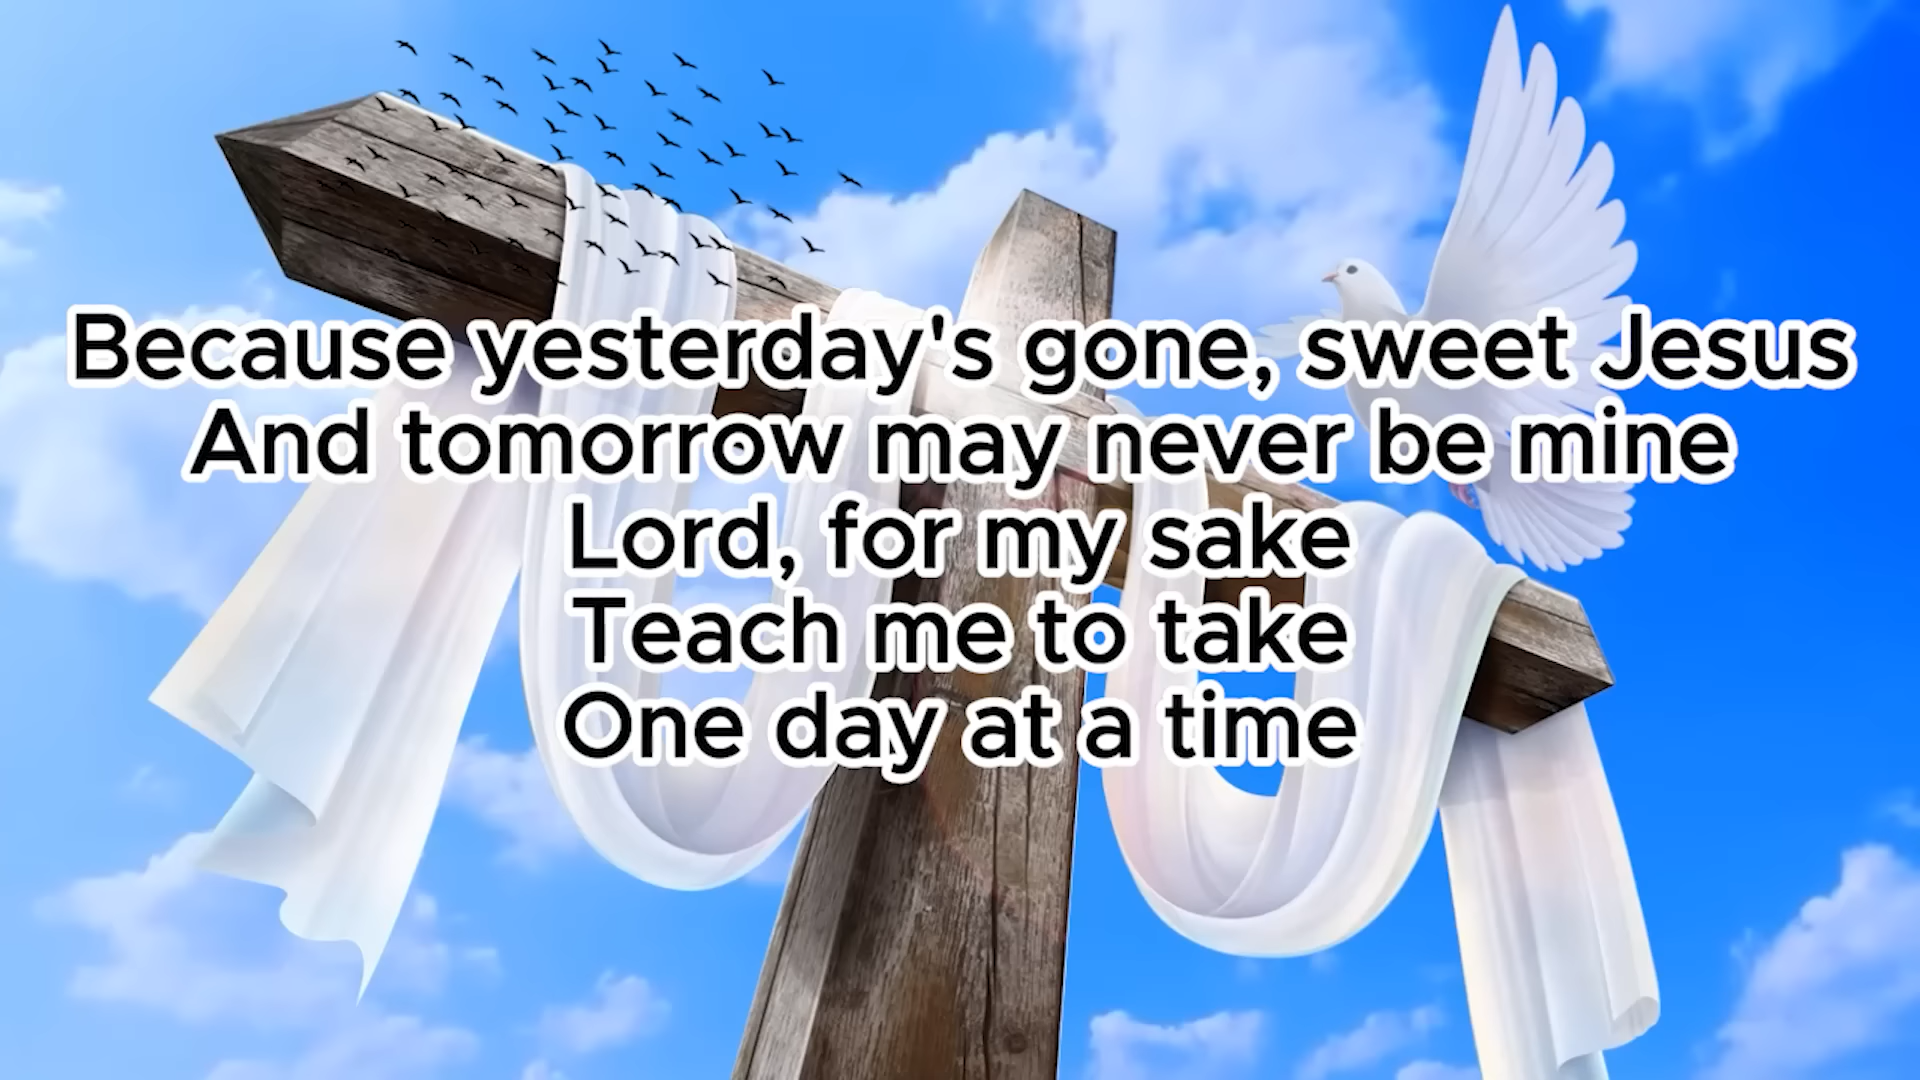 Because yesterday's gone, sweet Jesus
And tomorrow may never be mine
Lord, for my sake
Teach me to take
One day at a time